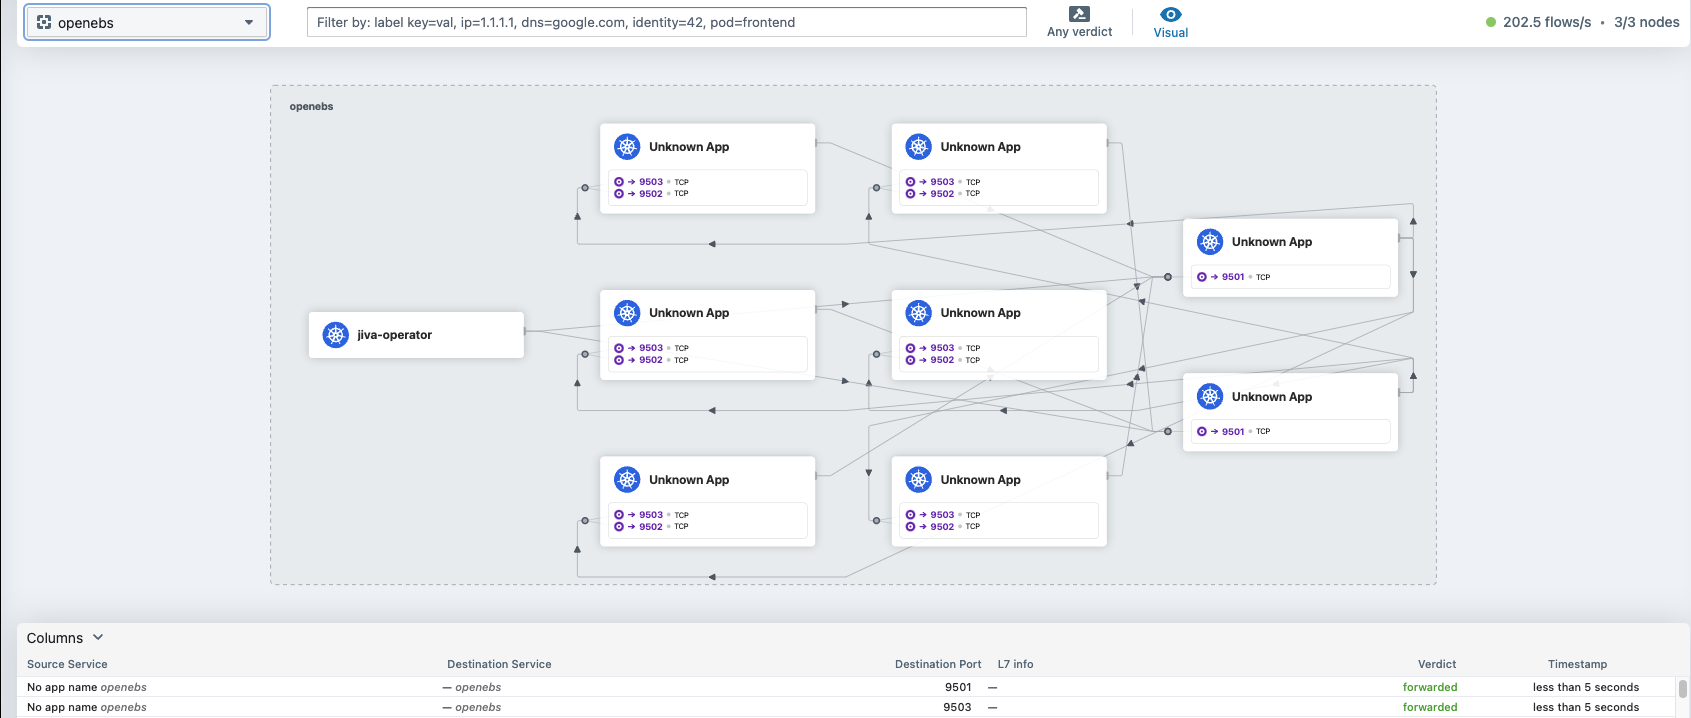 openebs
Filter by: label key=val, ip=1.1.1.1, dns=google.com, identity=42, pod=frontend
Any verdict
Visual
202.5 flows/s • 3/3 nodes
openebs
Unknown App
→ 9503 • TCP
→ 9502 • TCP
Unknown App
→ 9503 • TCP
→ 9502 • TCP
Unknown App
→ 9501 • TCP
jiva-operator
Unknown App
→ 9503 • TCP
→ 9502 • TCP
Unknown App
→ 9503 • TCP
→ 9502 • TCP
Unknown App
→ 9501 • TCP
Unknown App
→ 9503 • TCP
→ 9502 • TCP
Unknown App
→ 9503 • TCP
→ 9502 • TCP
Columns
Source Service Destination Service Destination Port L7 info Verdict Timestamp
No app name openebs — openebs 9501 — forwarded less than 5 seconds
No app name openebs — openebs 9503 — forwarded less than 5 seconds